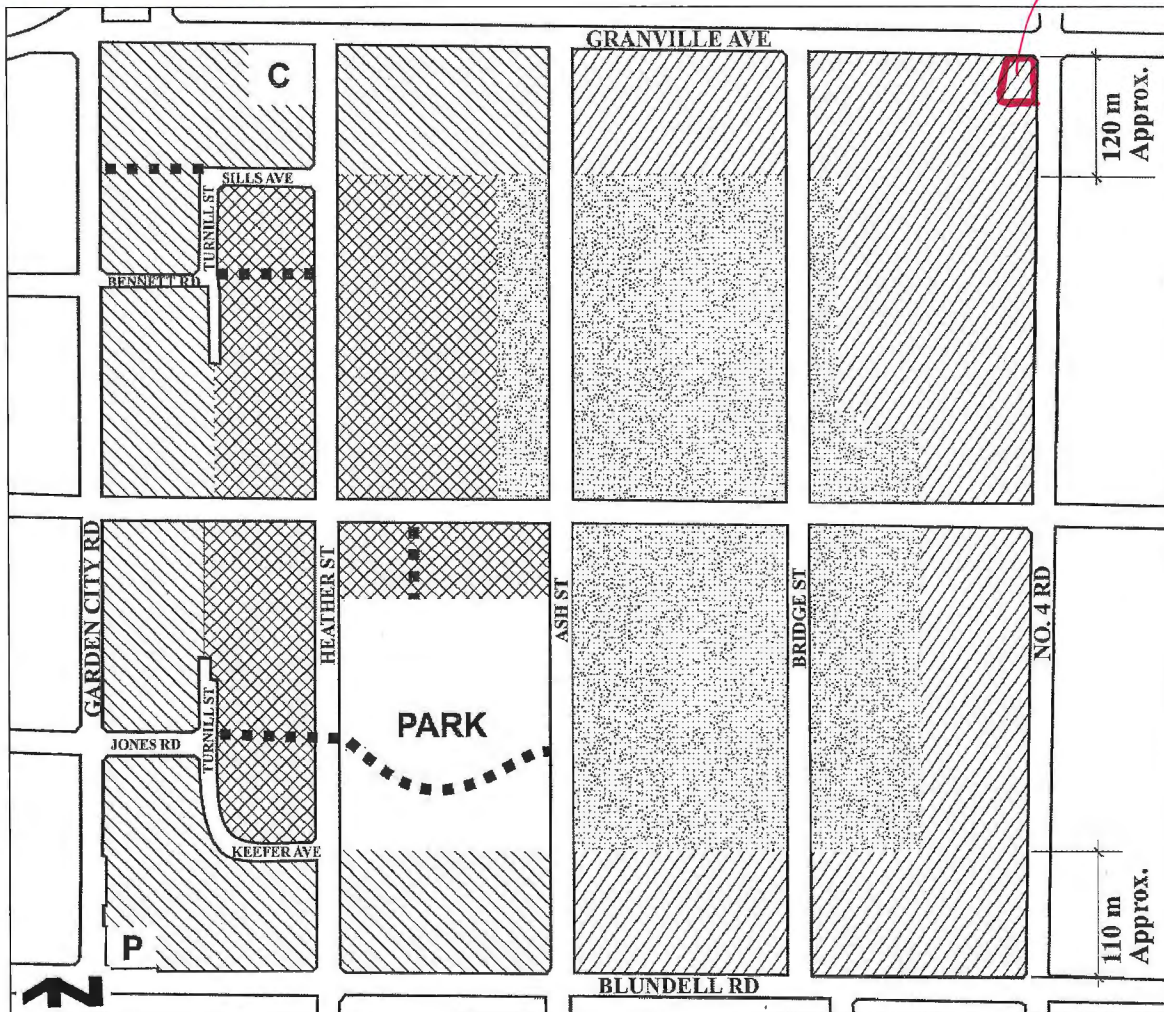 GRANVILLE AVE
C
120 m
Approx.
SILLS AVE
TURNILL ST
BENNETT RD
GARDEN CITY RD
HEATHER ST
ASH ST
BRIDGE ST
NO. 4 RD
PARK
JONES RD
TURNILL ST
KEEFER AVE
110 m
Approx.
P
N
BLUNDELL RD